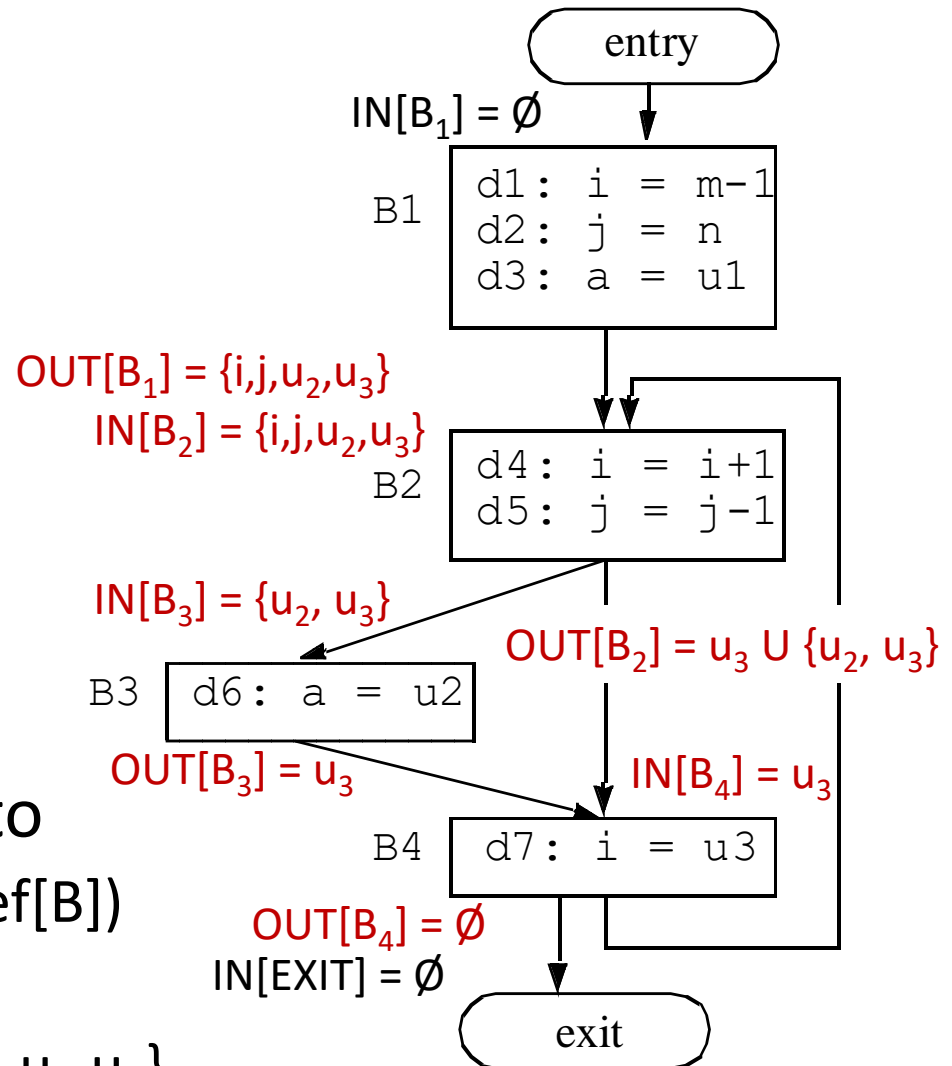 entry
IN[B₁] = Ø
B1
d1: i = m-1
d2: j = n
d3: a = u1
OUT[B₁] = {i,j,u₂,u₃}
IN[B₂] = {i,j,u₂,u₃}
B2
d4: i = i+1
d5: j = j-1
IN[B₃] = {u₂, u₃}
OUT[B₂] = u₃ U {u₂, u₃}
B3
d6: a = u2
OUT[B₃] = u₃
IN[B₄] = u₃
to
B4
d7: i = u3
ef[B])
OUT[B₄] = Ø
IN[EXIT] = Ø
exit